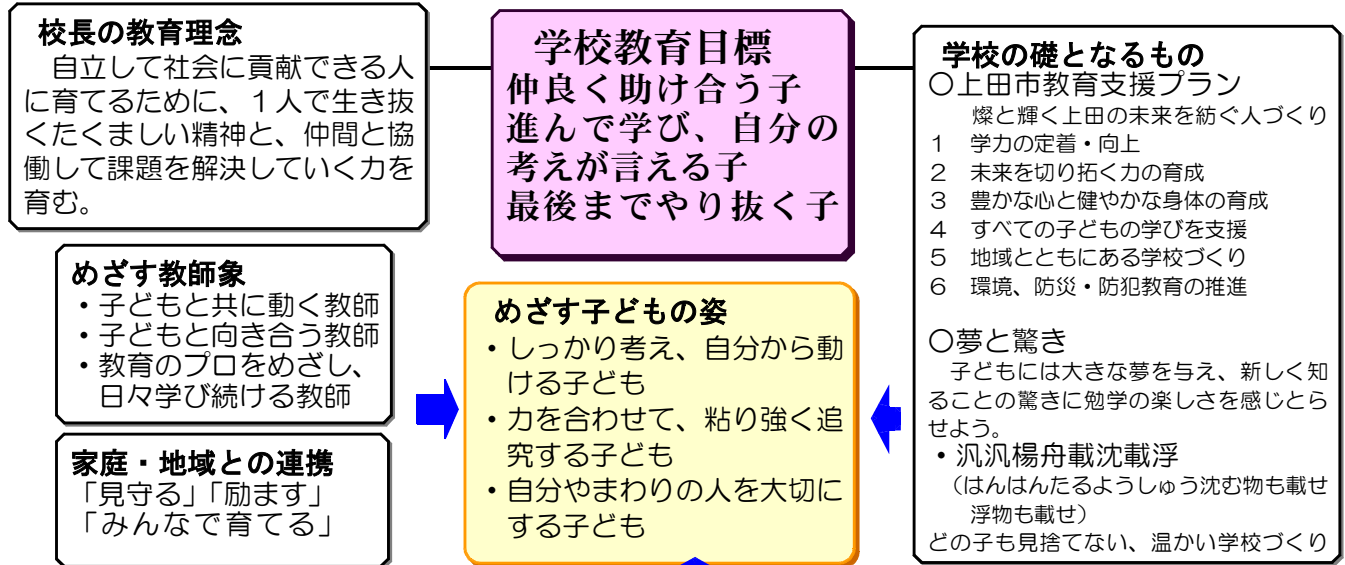 校長の教育理念
自立して社会に貢献できる人
に育てるために、１人で生き抜
くたくましい精神と、仲間と協
働して課題を解決していく力を
育む。
学校教育目標
仲良く助け合う子
進んで学び、自分の
考えが言える子
最後までやり抜く子
学校の礎となるもの
〇上田市教育支援プラン
燦と輝く上田の未来を紡ぐ人づくり
１　学力の定着・向上
２　未来を切り拓く力の育成
３　豊かな心と健やかな身体の育成
４　すべての子どもの学びを支援
５　地域とともにある学校づくり
６　環境、防災・防犯教育の推進
〇夢と驚き
子どもには大きな夢を与え、新しく知
ることの驚きに勉学の楽しさを感じとら
せよう。
・汎汎楊舟載沈載浮
（はんはんたるようしゅう沈む物も載せ
浮物も載せ）
どの子も見捨てない、温かい学校づくり
めざす教師象
・子どもと共に動く教師
・子どもと向き合う教師
・教育のプロをめざし、
日々学び続ける教師
家庭・地域との連携
「見守る」「励ます」
「みんなで育てる」
めざす子どもの姿
・しっかり考え、自分から動
ける子ども
・力を合わせて、粘り強く追
究する子ども
・自分やまわりの人を大切に
する子ども